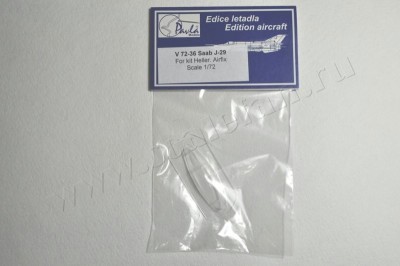 Edice letadla
Edition aircraft
Pavla
V 72-36 Saab J-29
For kit Heller, Airfix
Scale 1/72